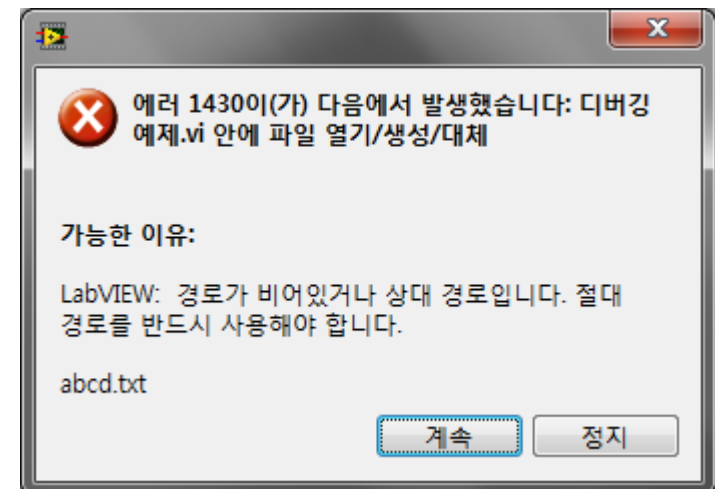 에러 1430이(가) 다음에서 발생했습니다: 디버깅
예제.vi 안에 파일 열기/생성/대체
가능한 이유:
LabVIEW: 경로가 비어있거나 상대 경로입니다. 절대
경로를 반드시 사용해야 합니다.
abcd.txt
계속 정지